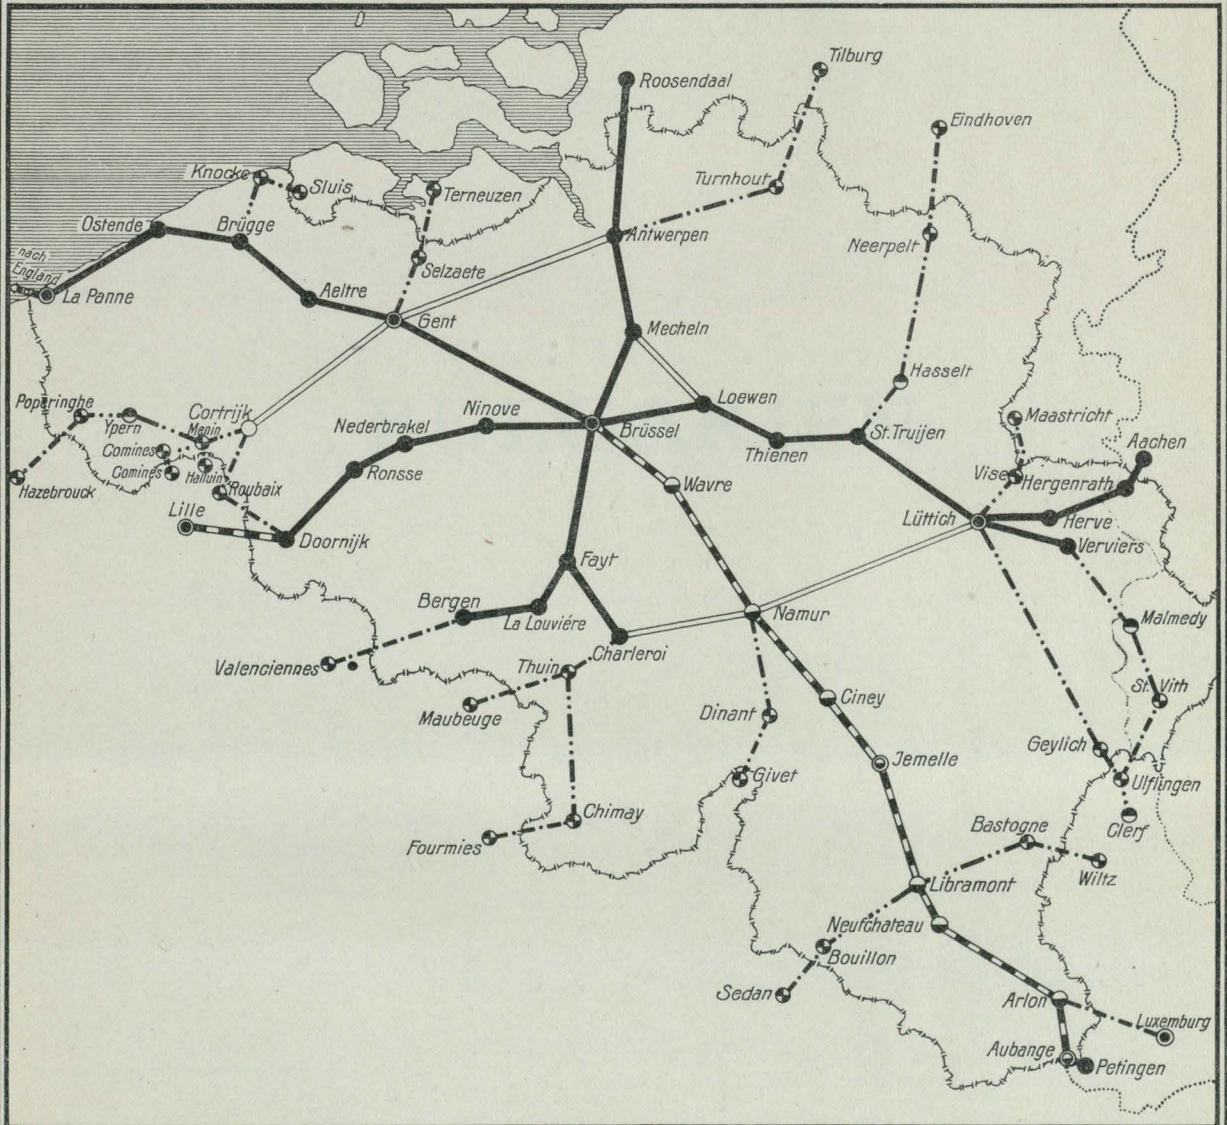 Tilburg
Roosendaal
Eindhoven
Knocke
Sluis
Terneuzen
Turnhout
Ostende
Brügge
Antwerpen
Neerpelt
nach
England
La Panne
Selzaete
Aeltre
Gent
Mecheln
Hasselt
Loewen
Poperinghe
Ypern
Cortrijk
Menin
Ninove
Nederbrakel
Brüssel
St.Truijen
Maastricht
Aachen
Comines
Comines
Halluin
Ronsse
Thienen
Hazebrouck
Roubaix
Wavre
Vise
Hergenrath
Lille
Doornijk
Lüttich
Herve
Verviers
Fayt
Bergen
La Louviére
Namur
Malmedy
Valenciennes
Thuin
Charleroi
Maubeuge
Dinant
Ciney
St. Vith
Geylich
Jemelle
Givet
Ulflingen
Chimay
Clerf
Fourmies
Bastogne
Wiltz
Libramont
Neufchateau
Bouillon
Sedan
Arlon
Luxemburg
Aubange
Petingen